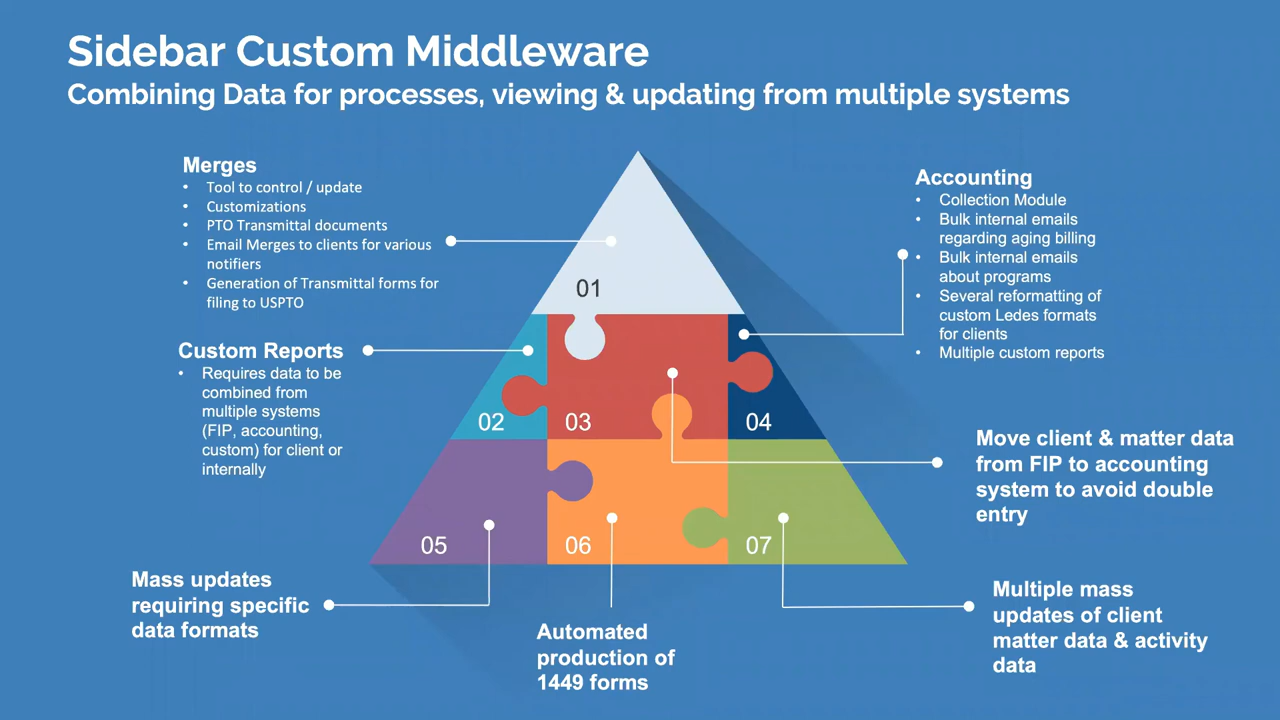 Sidebar Custom Middleware
Combining Data for processes, viewing & updating from multiple systems
Merges
• Tool to control / update
• Customizations
• PTO Transmittal documents
• Email Merges to clients for various
notifiers
• Generation of Transmittal forms for
filing to USPTO
Accounting
• Collection Module
• Bulk internal emails
regarding aging billing
• Bulk internal emails
about programs
• Several reformatting of
custom Ledes formats
for clients
• Multiple custom reports
01
Custom Reports
• Requires data to be
combined from
multiple systems
(FIP, accounting,
custom) for client or
internally
02
03
04
Move client & matter data
from FIP to accounting
system to avoid double
entry
05
06
07
Mass updates
requiring specific
data formats
Automated
production of
1449 forms
Multiple mass
updates of client
matter data & activity
data